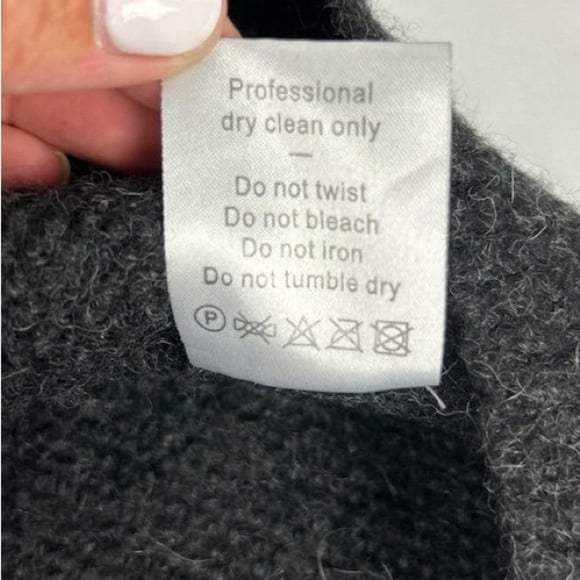 Professional
dry clean only
—
Do not twist
Do not bleach
Do not iron
Do not tumble dry
P